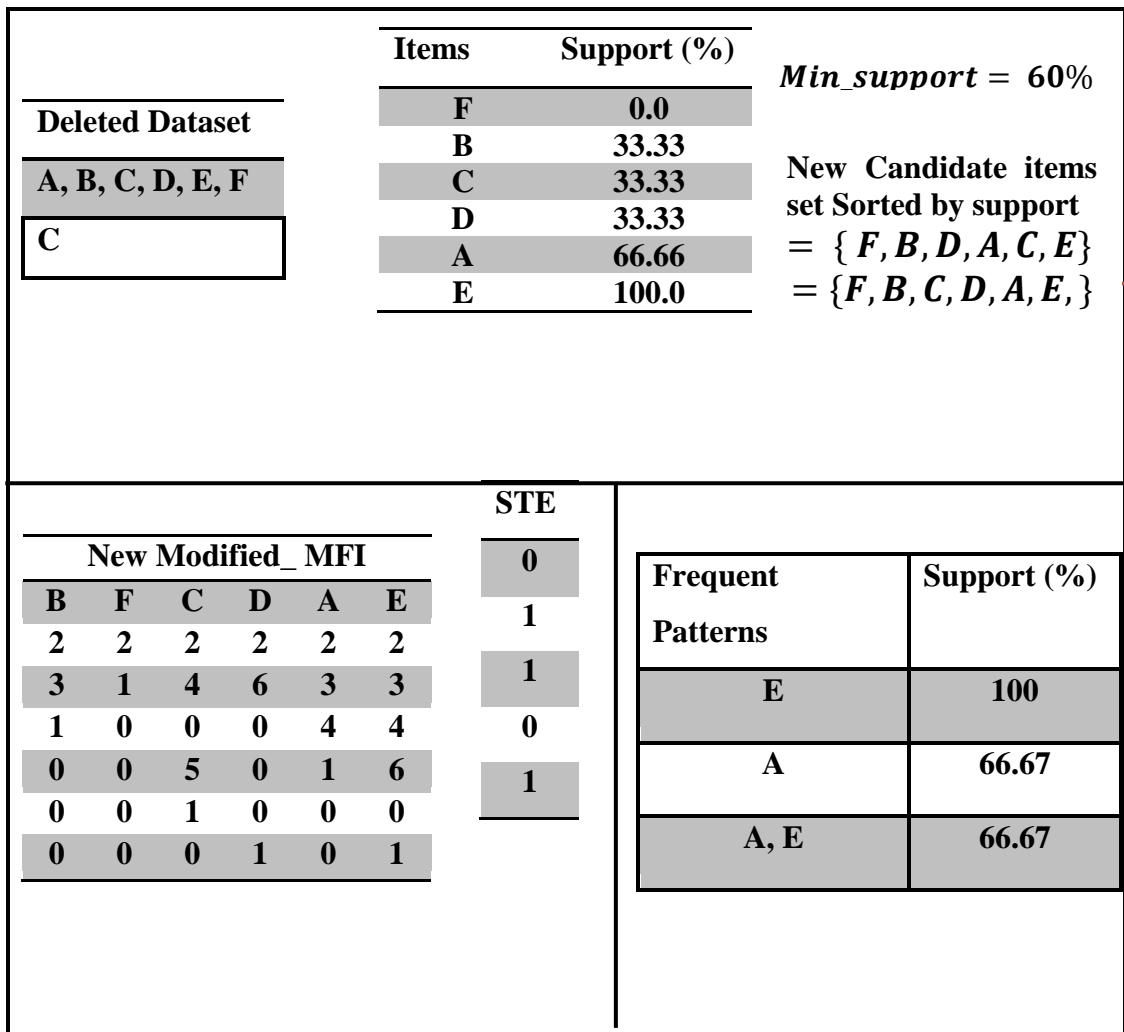 Deleted Dataset
A, B, C, D, E, F
C
Items Support (%)
F 0.0
B 33.33
C 33.33
D 33.33
A 66.66
E 100.0
Min_support = 60%
New Candidate items
set Sorted by support
= { F, B, D, A, C, E}
= {F, B, C, D, A, E, }
New Modified_ MFI
B F C D A E
2 2 2 2 2 2
3 1 4 6 3 3
1 0 0 0 4 4
0 0 5 0 1 6
0 0 1 0 0 0
0 0 0 1 0 1
STE
0
1
1
0
1
Frequent Support (%)
Patterns
E 100
A 66.67
A, E 66.67